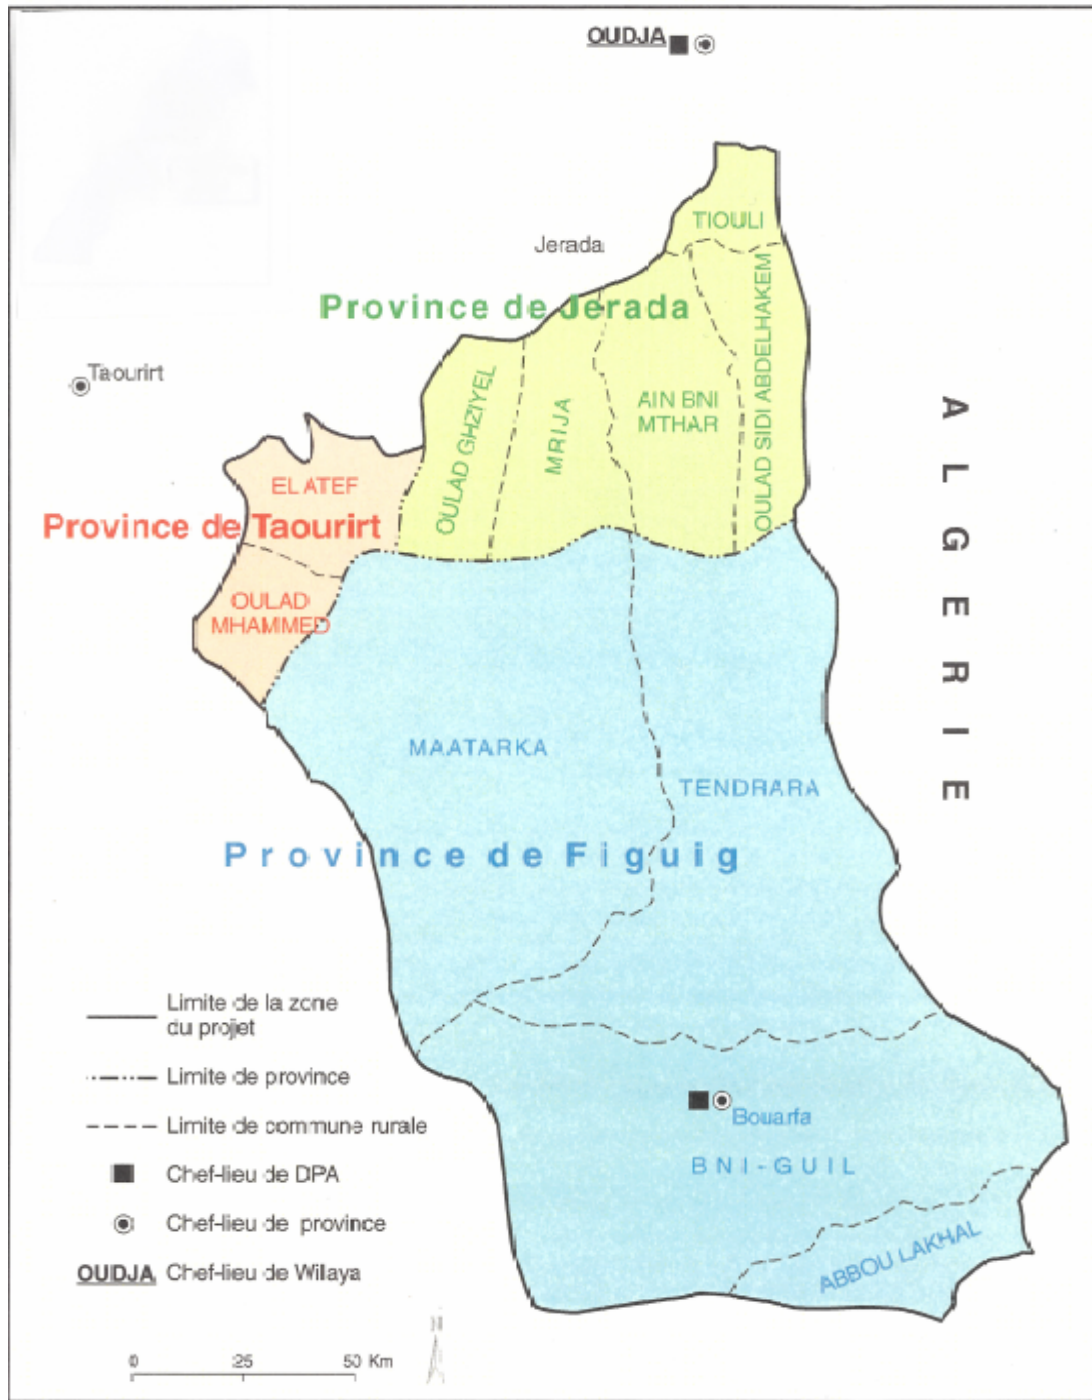 OUDJA
TIOULI
Jerada
Province de Jerada
OULAD SIDI ABDELHAKEM
Taourirt
OULAD GHZIYEL
MRIJA
AIN BNI
MTHAR
ALGERIE
EL ATEF
Province de Taourirt
OULAD
MHAMMED
MAATARKA
TENDRARA
Province de Figuig
Limite de la zone
du projet
Limite de province
Limite de commune rurale
Chef-lieu de DPA
Chef-lieu de province
OUDJA Chef-lieu de Willaya
Bouarfa
BNI-GUIL
ABBOU LAKHAL
N
0 25 50 Km